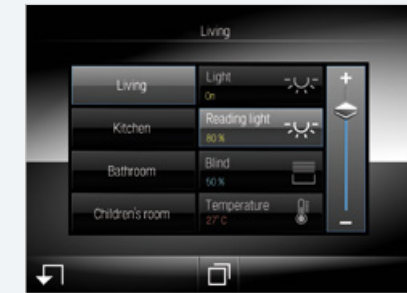 Living
Living
Light
On
Kitchen
Reading light
80 %
Bathroom
Blind
50 %
Children's room
Temperature
27°C
+
−